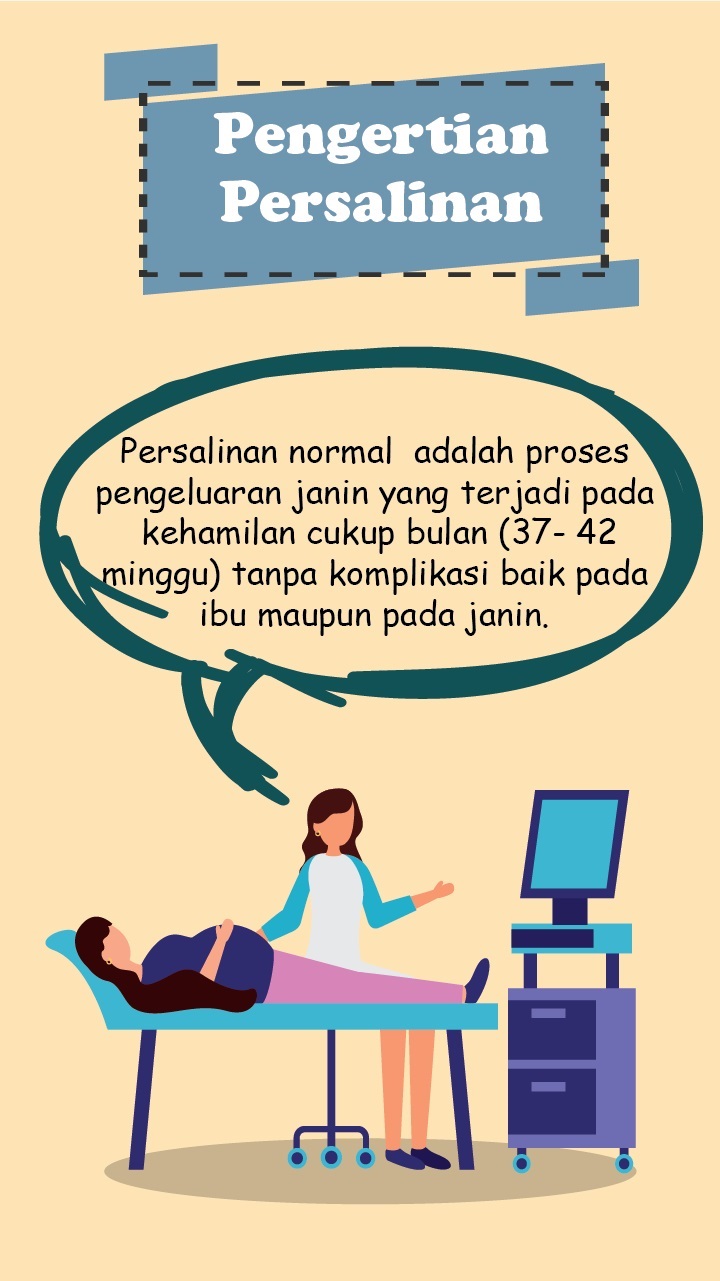 Pengertian
Persalinan
Persalinan normal  adalah proses
pengeluaran janin yang terjadi pada
kehamilan cukup bulan (37- 42
minggu) tanpa komplikasi baik pada
ibu maupun pada janin.